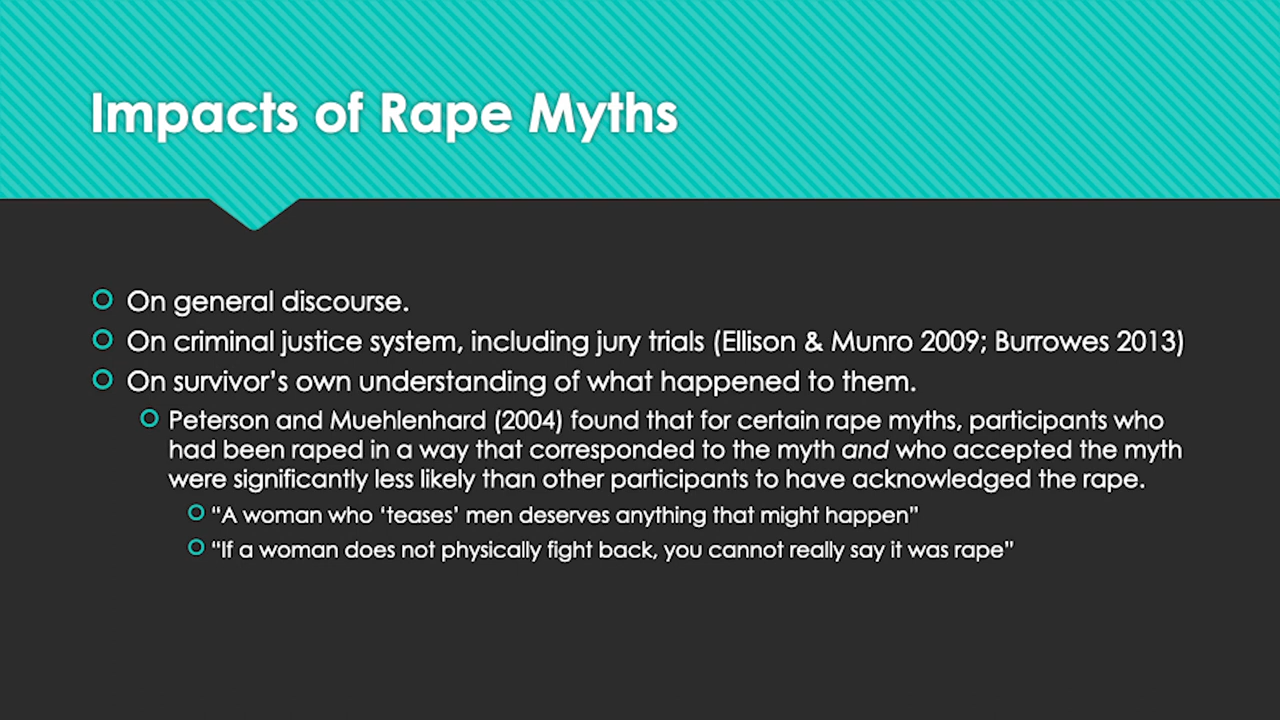 Impacts of Rape Myths
On general discourse.
On criminal justice system, including jury trials (Ellison & Munro 2009; Burrowes 2013)
On survivor’s own understanding of what happened to them.
Peterson and Muehlenhard (2004) found that for certain rape myths, participants who
had been raped in a way that corresponded to the myth and who accepted the myth
were significantly less likely than other participants to have acknowledged the rape.
“A woman who ‘teases’ men deserves anything that might happen”
“If a woman does not physically fight back, you cannot really say it was rape”